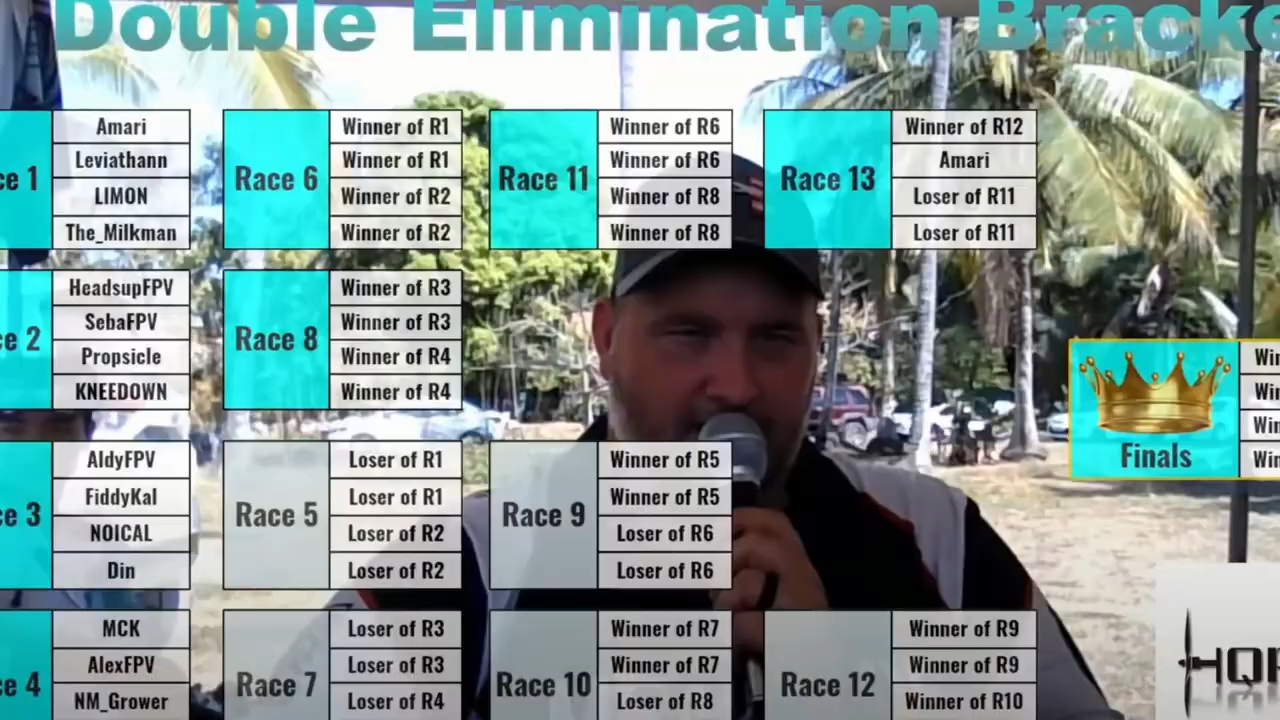 Double Elimination Bracke
ce 1
Amari
Leviathann
LIMON
The_Milkman
Race 6
Winner of R1
Winner of R1
Winner of R2
Winner of R2
Race 11
Winner of R6
Winner of R6
Winner of R8
Winner of R8
Race 13
Winner of R12
Amari
Loser of R11
Loser of R11
ce 2
HeadsupFPV
SebaFPV
Propsicle
KNEEDOWN
Race 8
Winner of R3
Winner of R3
Winner of R4
Winner of R4
Finals
Win
Win
Win
Win
ce 3
AldyFPV
FiddyKal
NOICAL
Din
Race 5
Loser of R1
Loser of R1
Loser of R2
Loser of R2
Race 9
Winner of R5
Winner of R5
Loser of R6
Loser of R6
ce 4
MCK
AlexFPV
NM_Grower
Race 7
Loser of R3
Loser of R3
Loser of R4
Race 10
Winner of R7
Winner of R7
Loser of R8
Race 12
Winner of R9
Winner of R9
Winner of R10
HQP